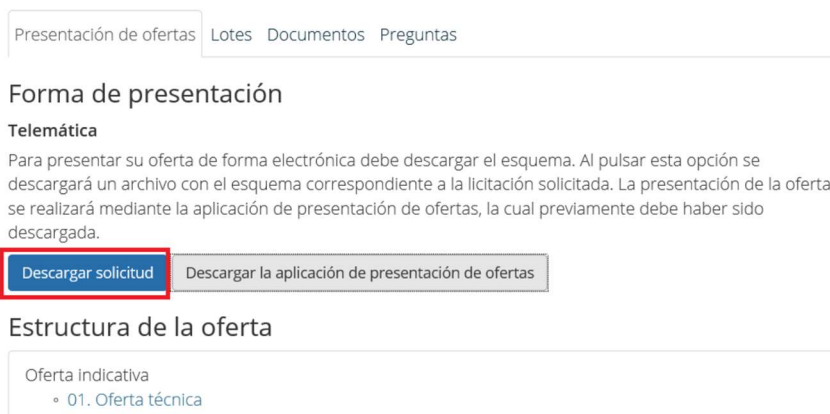 Presentación de ofertas Lotes Documentos Preguntas
Forma de presentación
Telemática
Para presentar su oferta de forma electrónica debe descargar el esquema. Al pulsar esta opción se
descargará un archivo con el esquema correspondiente a la licitación solicitada. La presentación de la oferta
se realizará mediante la aplicación de presentación de ofertas, la cual previamente debe haber sido
descargada.
Descargar solicitud Descargar la aplicación de presentación de ofertas
Estructura de la oferta
Oferta indicativa
◦ 01. Oferta técnica